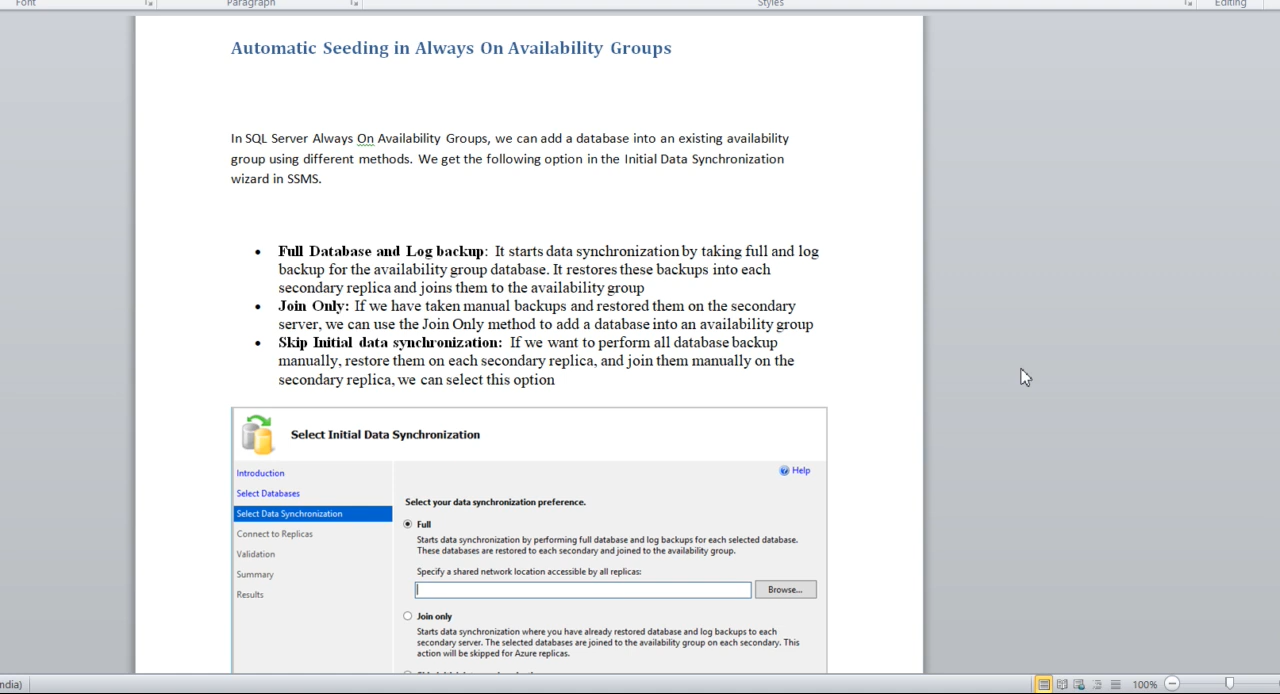 Font
Paragraph
Styles
Editing
Automatic Seeding in Always On Availability Groups
In SQL Server Always On Availability Groups, we can add a database into an existing availability
group using different methods. We get the following option in the Initial Data Synchronization
wizard in SSMS.
• Full Database and Log backup: It starts data synchronization by taking full and log
backup for the availability group database. It restores these backups into each
secondary replica and joins them to the availability group
• Join Only: If we have taken manual backups and restored them on the secondary
server, we can use the Join Only method to add a database into an availability group
• Skip Initial data synchronization: If we want to perform all database backup
manually, restore them on each secondary replica, and join them manually on the
secondary replica, we can select this option
Select Initial Data Synchronization
Help
Introduction
Select Databases
Select Data Synchronization
Connect to Replicas
Validation
Summary
Results
Select your data synchronization preference.
Full
Starts data synchronization by performing full database and log backups for each selected database.
These databases are restored to each secondary and joined to the availability group.
Specify a shared network location accessible by all replicas:
Browse...
Join only
Starts data synchronization where you have already restored database and log backups to each
secondary server. The selected databases are joined to the availability group on each secondary. This
action will be skipped for Azure replicas.
ndia)
100%